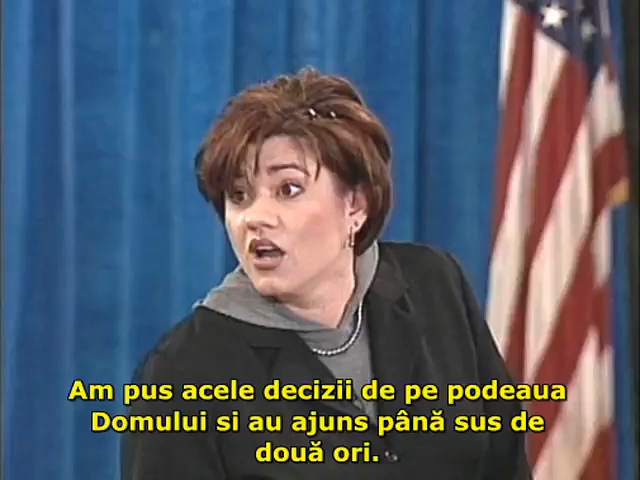 Am pus acele decizii de pe podeaua
Domului si au ajuns până sus de
două ori.